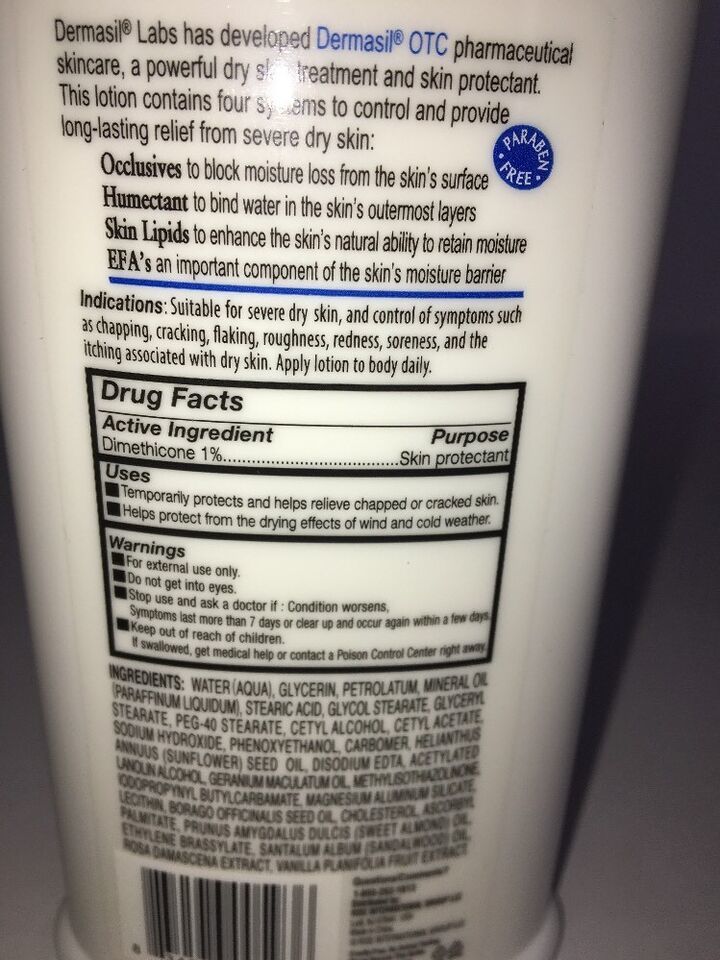 Dermasil® Labs has developed Dermasil® OTC pharmaceutical
skincare, a powerful dry treatment and skin protectant.
This lotion contains four to control and provide
long-lasting relief from severe dry skin:
PARABEN
• FREE •
Occlusives to block moisture loss from the skin's surface
Humectant to bind water in the skin's outermost layers
Skin Lipids to enhance the skin's natural ability to retain moisture
EFA's an important component of the skin's moisture barrier
Indications: Suitable for severe dry skin, and control of symptoms such
as chapping, cracking, flaking, roughness, redness, soreness, and the
itching associated with dry skin. Apply lotion to body daily.
Drug Facts
Active Ingredient Purpose
Dimethicone 1%..............................Skin protectant
Uses
■ Temporarily protects and helps relieve chapped or cracked skin.
■ Helps protect from the drying effects of wind and cold weather.
Warnings
■ For external use only.
■ Do not get into eyes.
■ Stop use and ask a doctor if : Condition worsens,
Symptoms last more than 7 days or clear up and occur again within a few days.
■ Keep out of reach of children.
If swallowed, get medical help or contact a Poison Control Center right away.
INGREDIENTS: WATER (AQUA), GLYCERIN, PETROLATUM, MINERAL OIL
(PARAFFINUM LIQUIDUM), STEARIC ACID, GLYCOL STEARATE, GLYCERYL
STEARATE, PEG-40 STEARATE, CETYL ALCOHOL, CETYL ACETATE,
SODIUM HYDROXIDE, PHENOXYETHANOL, CARBOMER, HELIANTHUS
ANNUUS (SUNFLOWER) SEED OIL, DISODIUM EDTA, ACETYLATED
LANOLIN ALCOHOL, GERANIUM MACULATUM OIL, METHYLISOTHIAZOLINONE,
IODOPROPYNYL BUTYLCARBAMATE, MAGNESIUM ALUMINUM SILICATE,
LECITHIN, BORAGO OFFICINALIS SEED OIL, CHOLESTEROL, ASCORBYL
PALMITATE, PRUNUS AMYGDALUS DULCIS (SWEET ALMOND) OIL,
ETHYLENE BRASSYLATE, SANTALUM ALBUM (SANDALWOOD) OIL,
ROSA DAMASCENA EXTRACT, VANILLA PLANIFOLIA FRUIT EXTRACT